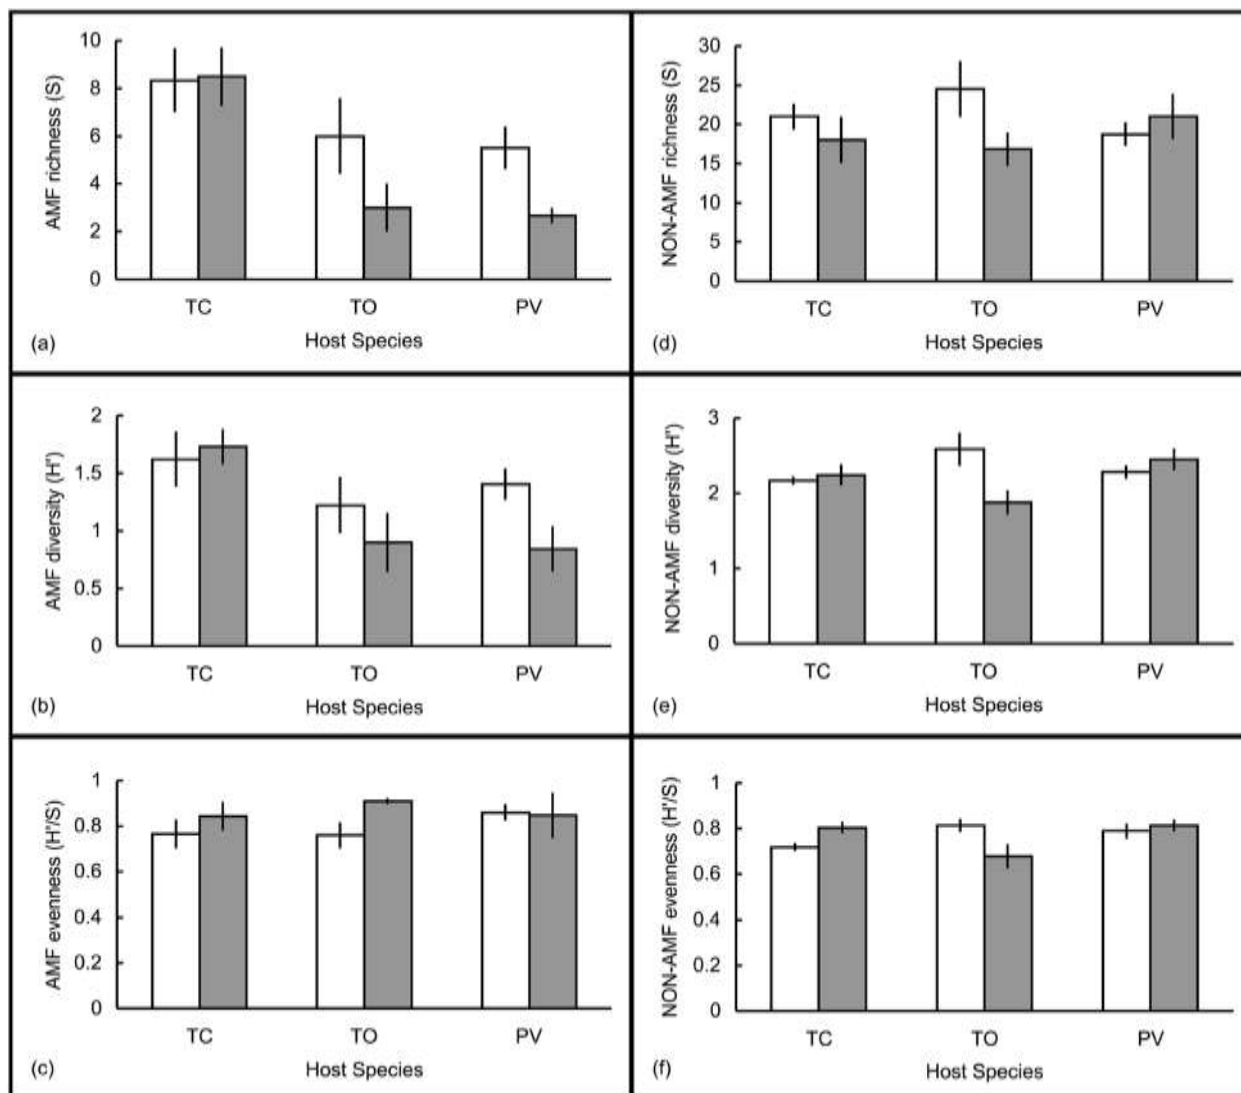 AMF richness (S)
10
8
6
4
2
0
TC TO PV
Host Species
(a)
NON-AMF richness (S)
30
25
20
15
10
5
0
TC TO PV
Host Species
(d)
AMF diversity (H')
2
1.5
1
0.5
0
TC TO PV
Host Species
(b)
NON-AMF diversity (H')
3
2
1
0
TC TO PV
Host Species
(e)
AMF evenness (H'/S)
1
0.8
0.6
0.4
0.2
0
TC TO PV
Host Species
(c)
NON-AMF evenness (H'/S)
1
0.8
0.6
0.4
0.2
0
TC TO PV
Host Species
(f)